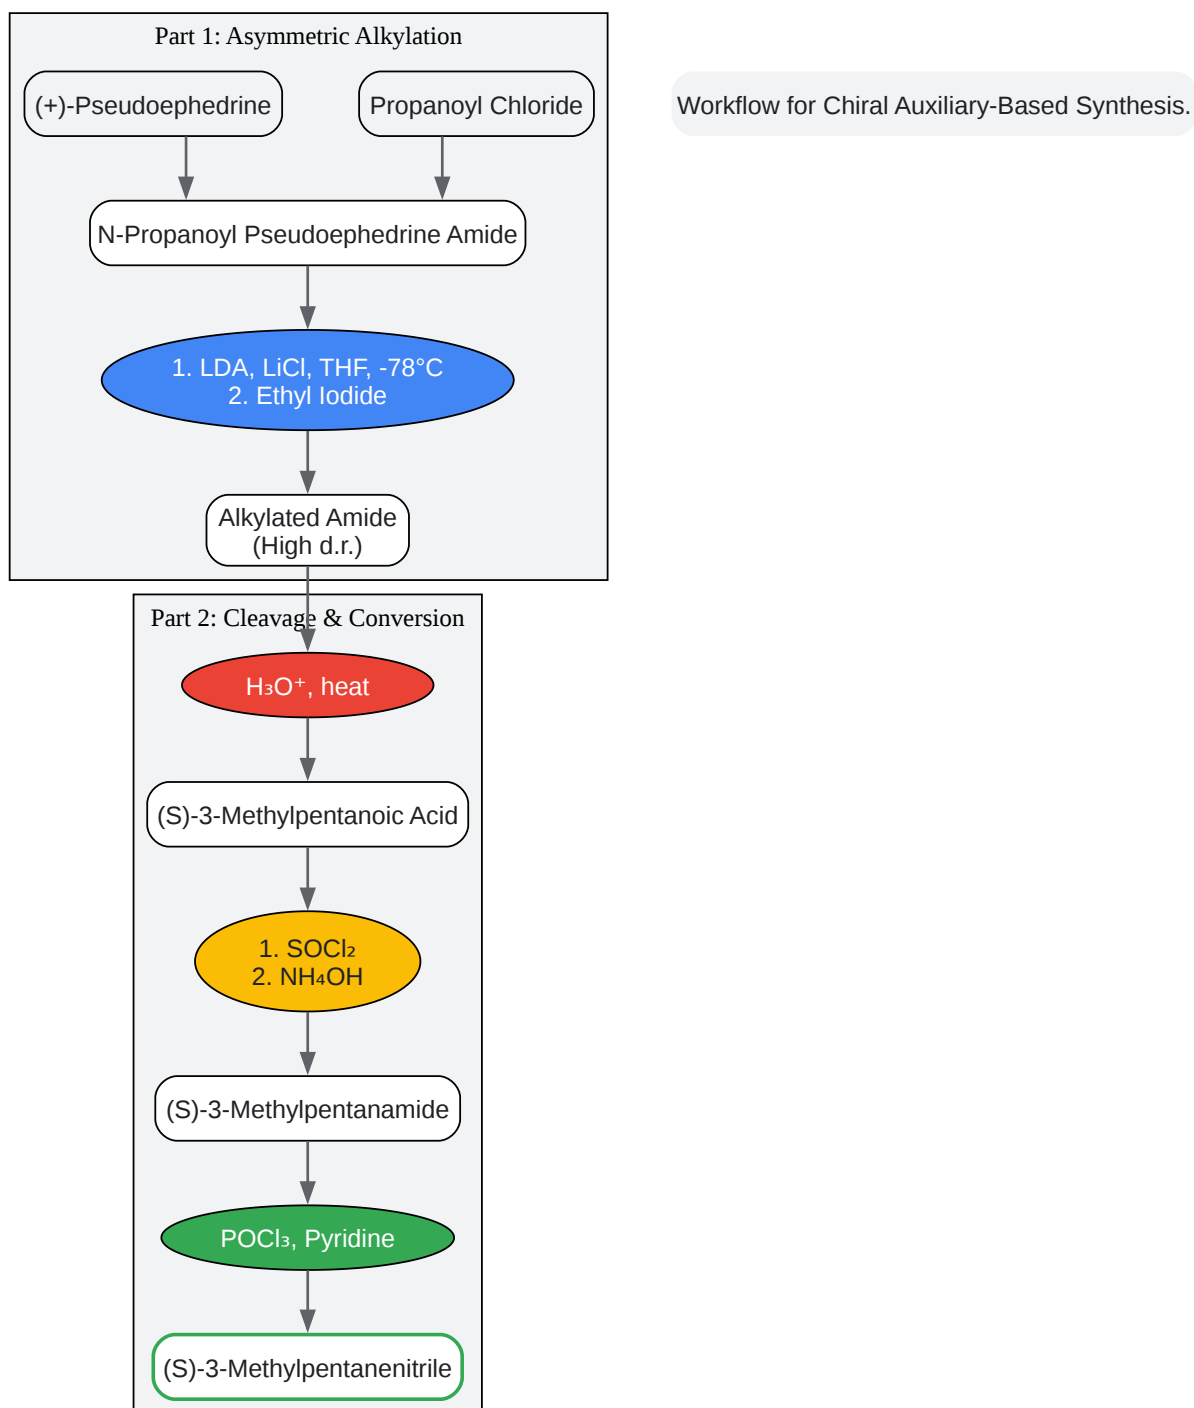 Part 1: Asymmetric Alkylation
(+)-Pseudoephedrine
Propanoyl Chloride
Workflow for Chiral Auxiliary-Based Synthesis.
N-Propanoyl Pseudoephedrine Amide
1. LDA, LiCl, THF, -78°C
2. Ethyl Iodide
Alkylated Amide
(High d.r.)
Part 2: Cleavage & Conversion
H₃O⁺, heat
(S)-3-Methylpentanoic Acid
1. SOCl₂
2. NH₄OH
(S)-3-Methylpentanamide
POCl₃, Pyridine
(S)-3-Methylpentanenitrile